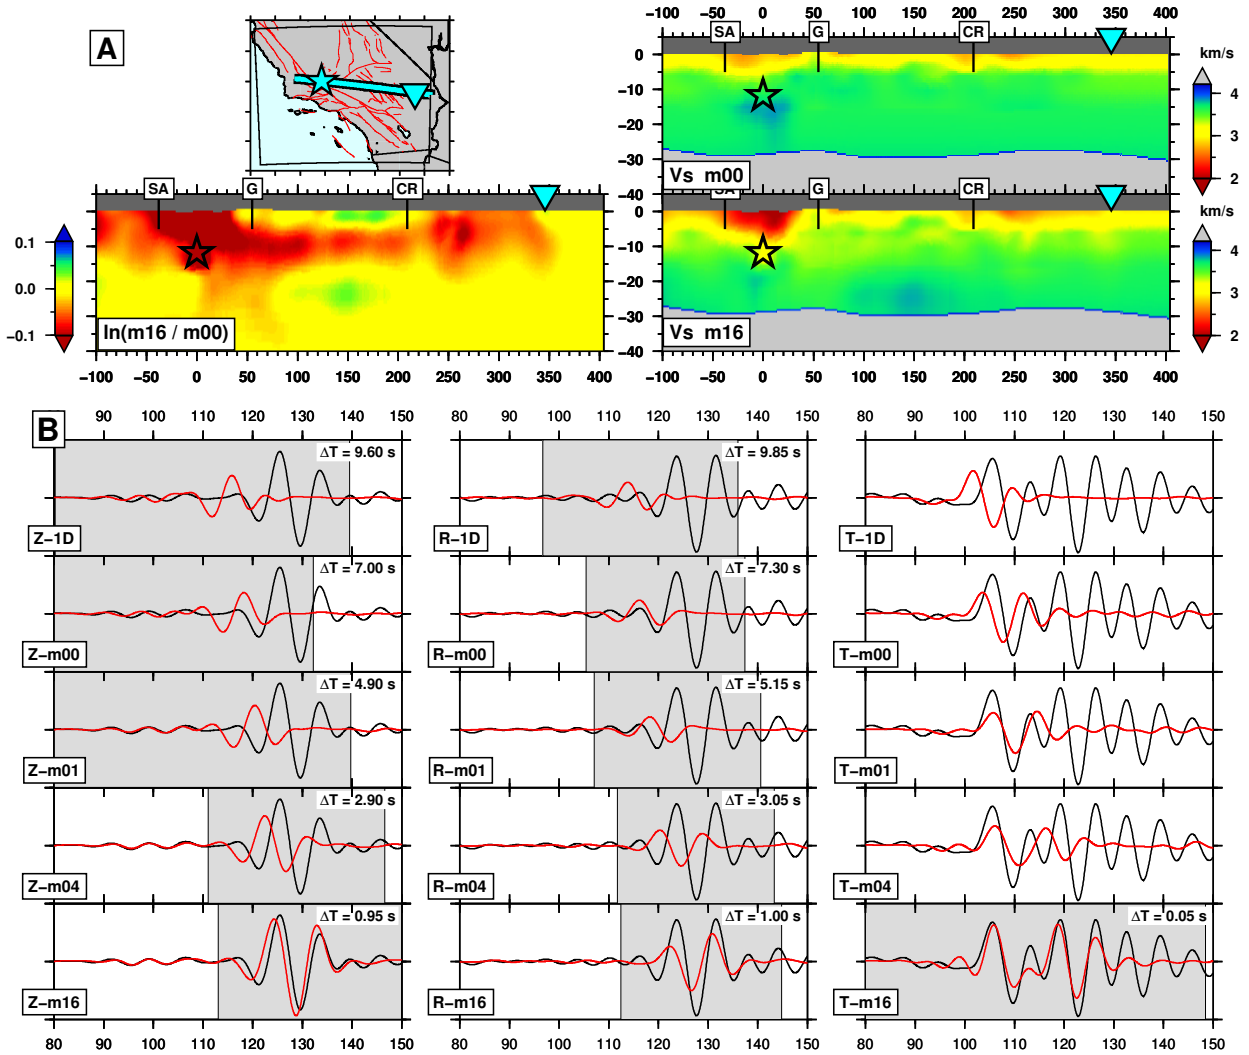 A
−100 −50 0 50 100 150 200 250 300 350 400
SA G CR
0
−10
−20
−30
Vs m00
km/s
4
3
2
−40
SA G CR
0.1
0.0
−0.1
ln(m16 / m00)
0
−10
−20
−30
−40
−100 −50 0 50 100 150 200 250 300 350 400
SA G CR
0
−10
−20
−30
−40
Vs m16
km/s
4
3
2
−100 −50 0 50 100 150 200 250 300 350 400
B
90 100 110 120 130 140 150
80 90 100 110 120 130 140 150
80 90 100 110 120 130 140 150
ΔT = 9.60 s
Z−1D
ΔT = 9.85 s
R−1D
T−1D
ΔT = 7.00 s
Z−m00
ΔT = 7.30 s
R−m00
T−m00
ΔT = 4.90 s
Z−m01
ΔT = 5.15 s
R−m01
T−m01
ΔT = 2.90 s
Z−m04
ΔT = 3.05 s
R−m04
T−m04
ΔT = 0.95 s
Z−m16
ΔT = 1.00 s
R−m16
ΔT = 0.05 s
T−m16
80 90 100 110 120 130 140 150
80 90 100 110 120 130 140 150
80 90 100 110 120 130 140 150